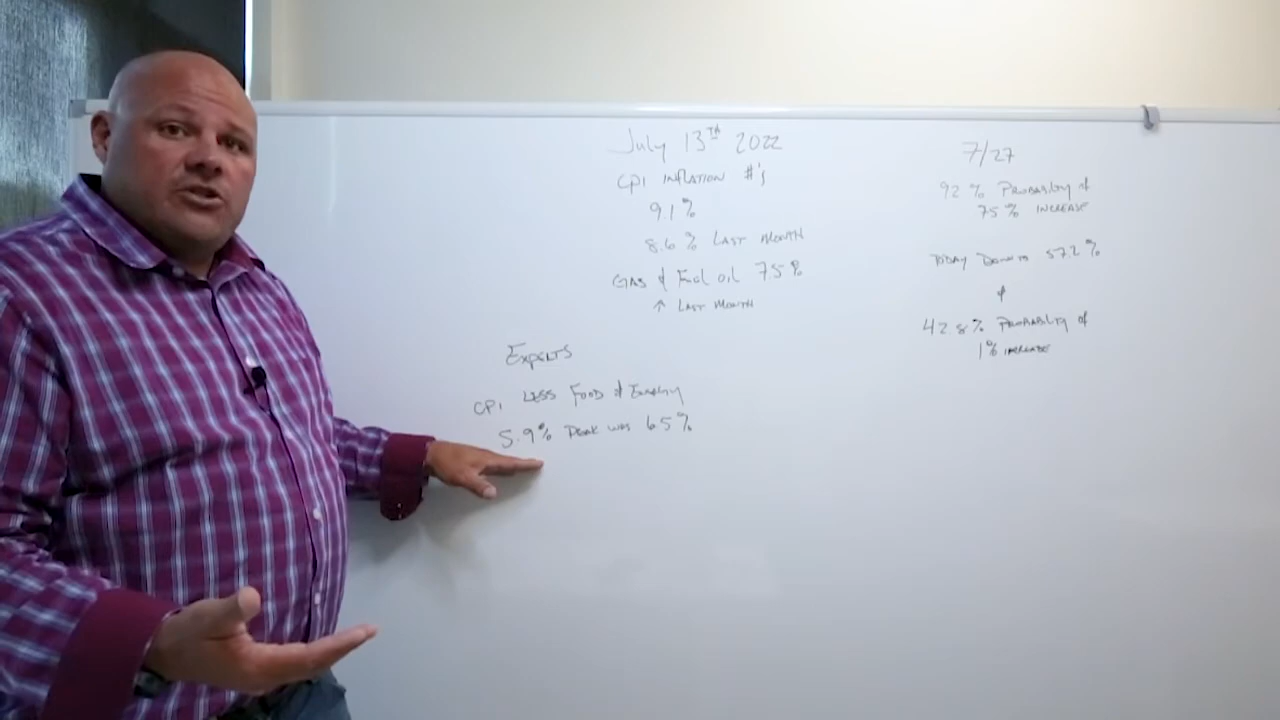 July 13TH 2022
CPI INFLATION #'s
9.1%
8.6% LAST MONTH
GAS & Fuel oil 7.5%
↑ LAST MONTH
Experts
CPI LESS FOOD & Energy
5.9% Peak was 6.5%
7/27
92% Probability of
75% INCREASE
TODAY Down to 57.2%
&
42.8% PROBABILITY of
1% INCREASE